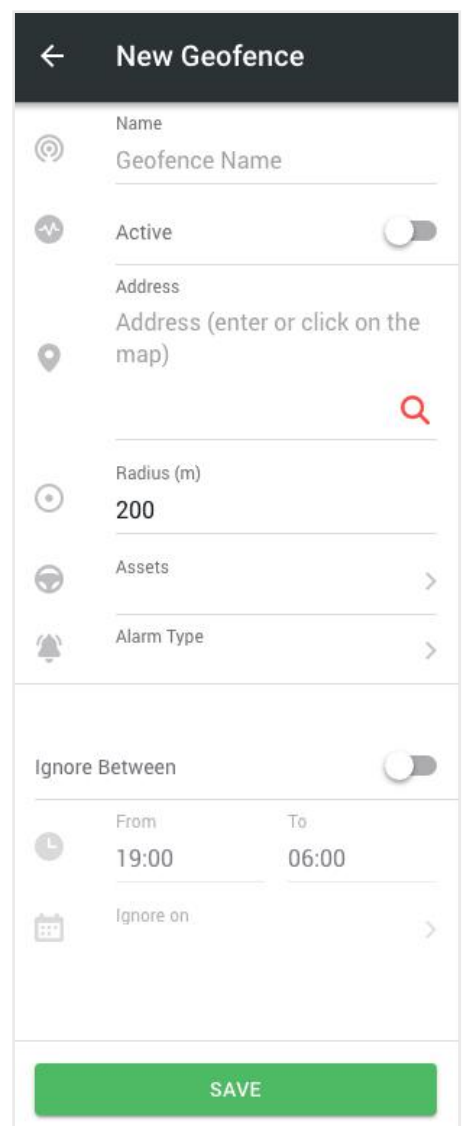 New Geofence
Name
Geofence Name
Active
Address
Address (enter or click on the
map)
Radius (m)
200
Assets
Alarm Type
Ignore Between
From To
19:00 06:00
Ignore on
SAVE